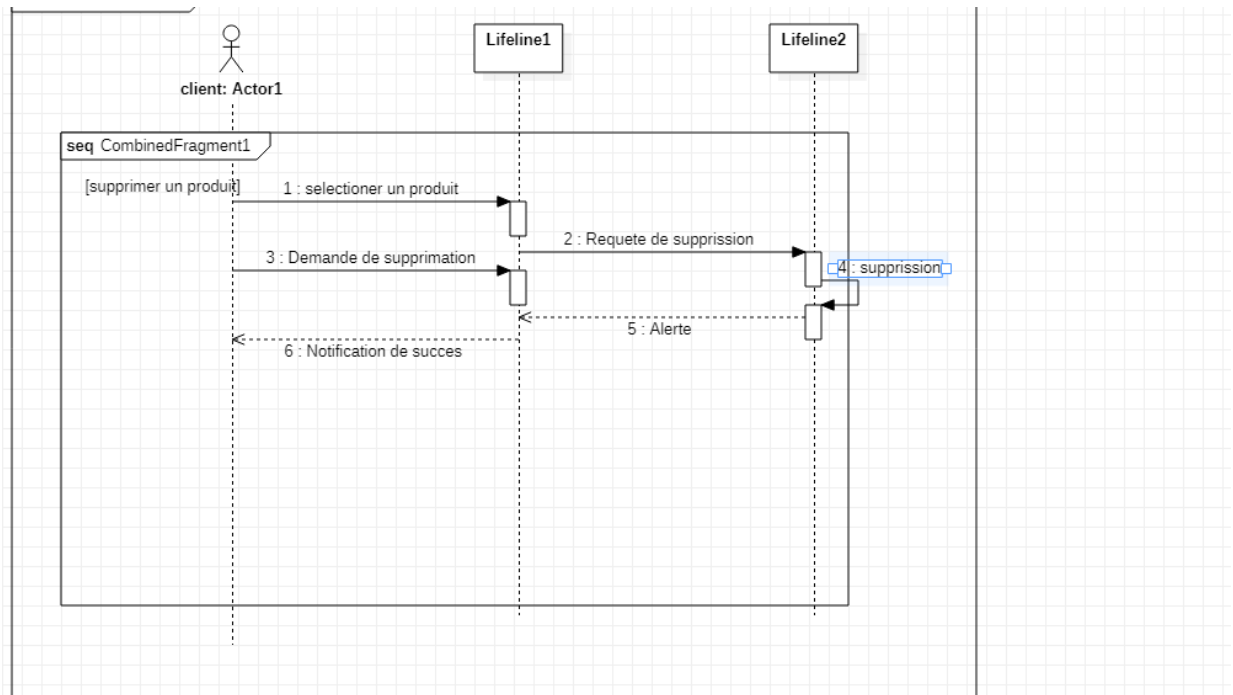 Lifeline1
Lifeline2
client: Actor1
seq CombinedFragment1
[supprimer un produit]
1 : selectioner un produit
2 : Requete de supprission
3 : Demande de supprimation
4 : supprission
5 : Alerte
6 : Notification de succes